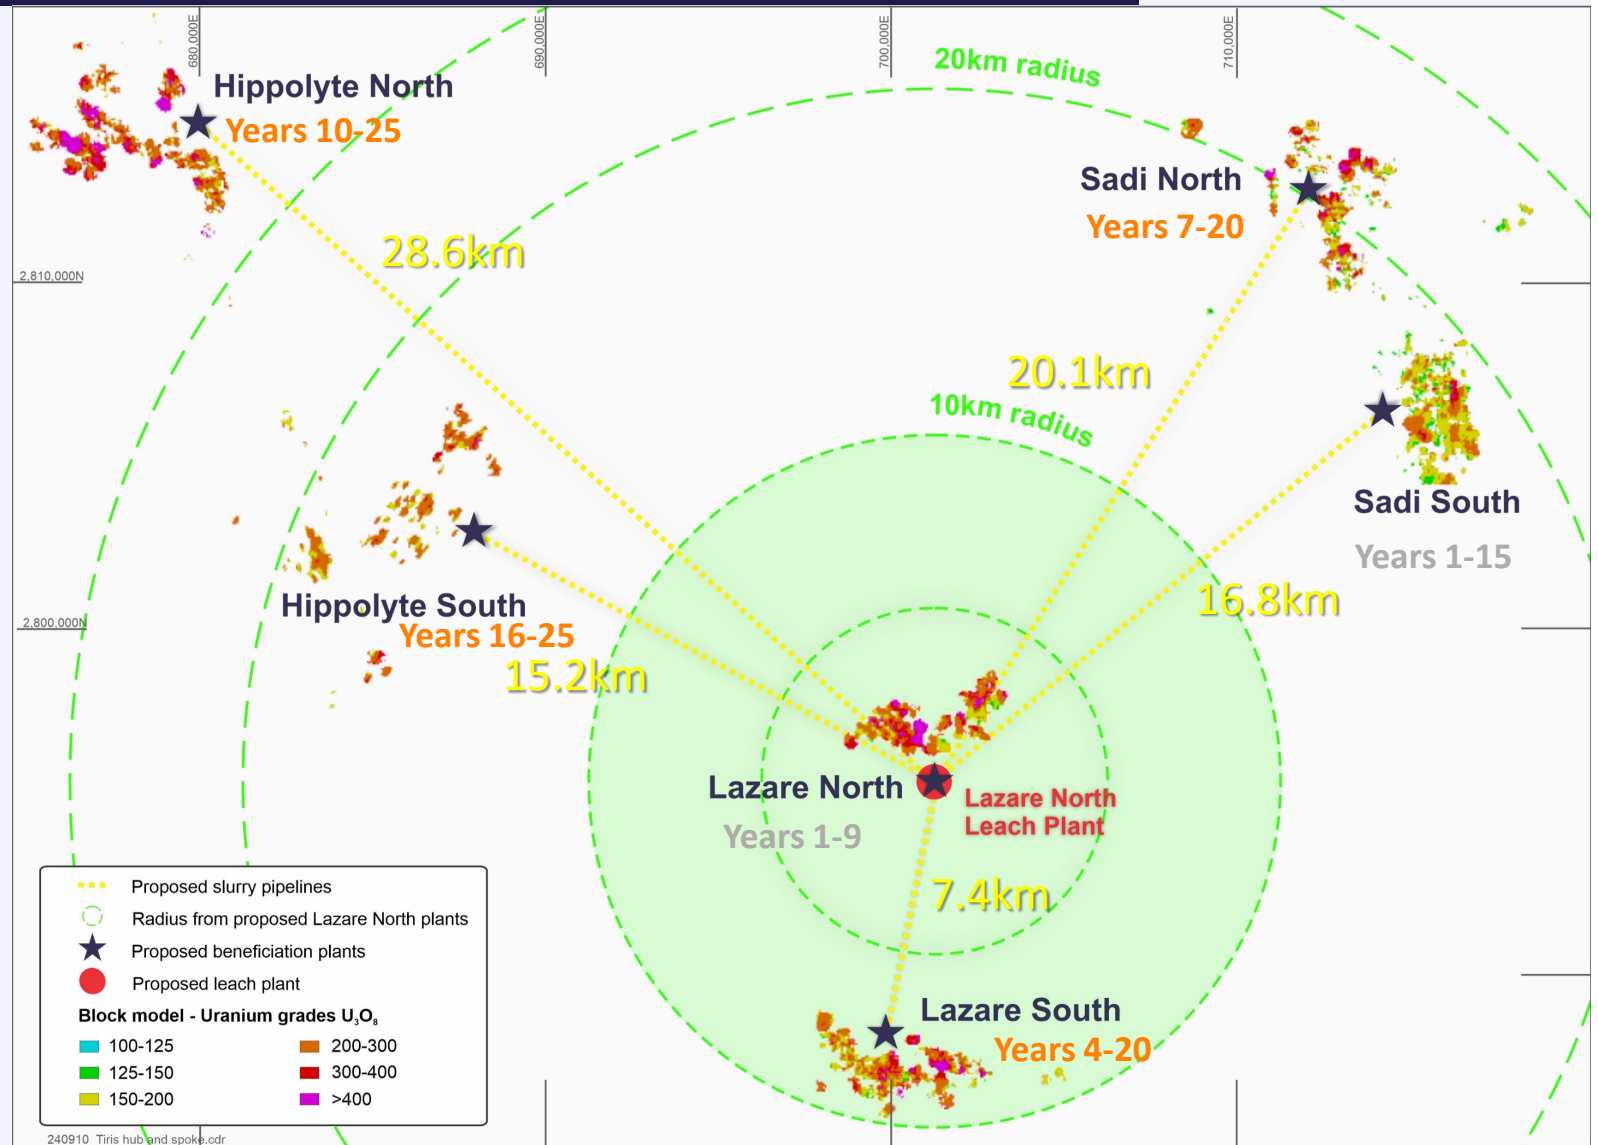 680,000E
690,000E
700,000E
710,000E
20km radius
Hippolyte North
Years 10-25
Sadi North
Years 7-20
28.6km
2,810,000N
20.1km
10km radius
Sadi South
Years 1-15
16.8km
Hippolyte South
Years 16-25
2,800,000N
15.2km
Lazare North
Years 1-9
Lazare North
Leach Plant
7.4km
Lazare South
Years 4-20
Proposed slurry pipelines
Radius from proposed Lazare North plants
Proposed beneficiation plants
Proposed leach plant
Block model - Uranium grades U₃O₈
100-125
200-300
125-150
300-400
150-200
>400
240910 Tiris hub and spoke.cdr